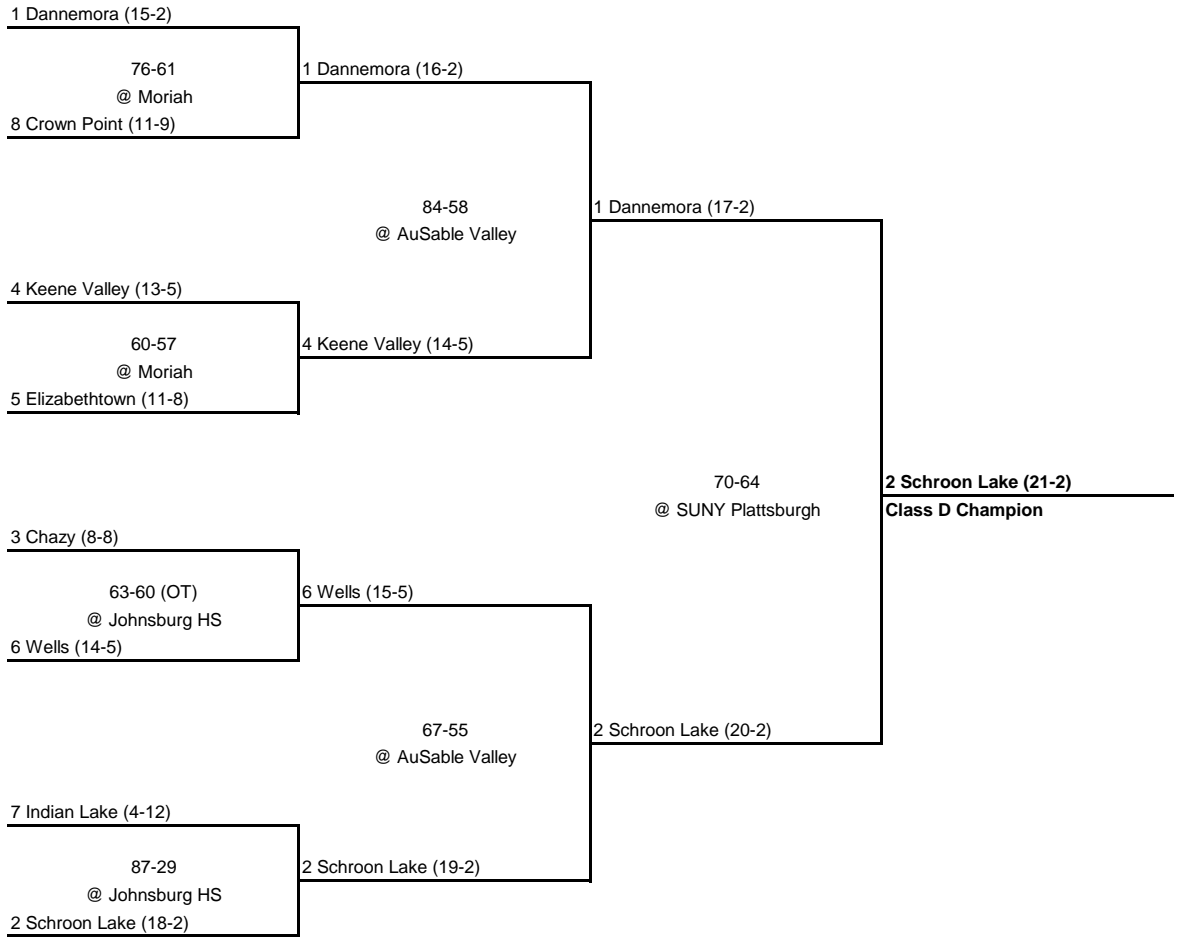 1 Dannemora (15-2)
76-61
1 Dannemora (16-2)
@ Moriah
8 Crown Point (11-9)
84-58
1 Dannemora (17-2)
@ AuSable Valley
4 Keene Valley (13-5)
60-57
4 Keene Valley (14-5)
@ Moriah
5 Elizabethtown (11-8)
70-64
2 Schroon Lake (21-2)
@ SUNY Plattsburgh
Class D Champion
3 Chazy (8-8)
63-60 (OT)
6 Wells (15-5)
@ Johnsburg HS
6 Wells (14-5)
67-55
2 Schroon Lake (20-2)
@ AuSable Valley
7 Indian Lake (4-12)
87-29
2 Schroon Lake (19-2)
@ Johnsburg HS
2 Schroon Lake (18-2)